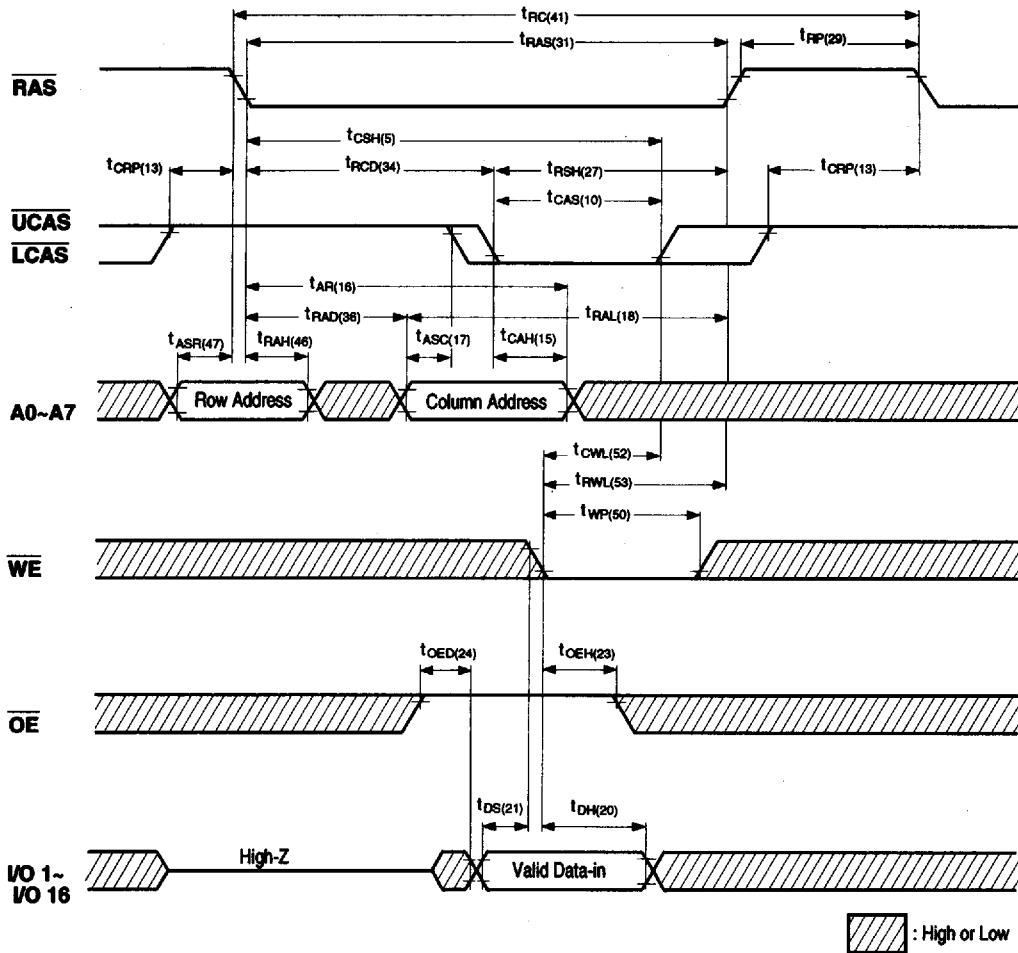 tRC(41)
tRAS(31)
tRP(29)
RAS
tCSH(5)
tCRP(13)
tRCD(34)
tRSH(27)
tCRP(13)
tCAS(10)
UCAS
LCAS
tAR(16)
tRAD(36)
tRAL(18)
tASR(47)
tRAH(46)
tASC(17)
tCAH(15)
A0~A7
Row Address
Column Address
tCWL(52)
tRWL(53)
tWP(50)
WE
tOED(24)
tOEH(23)
OE
tDS(21)
tDH(20)
I/O 1~
I/O 16
High-Z
Valid Data-in
: High or Low